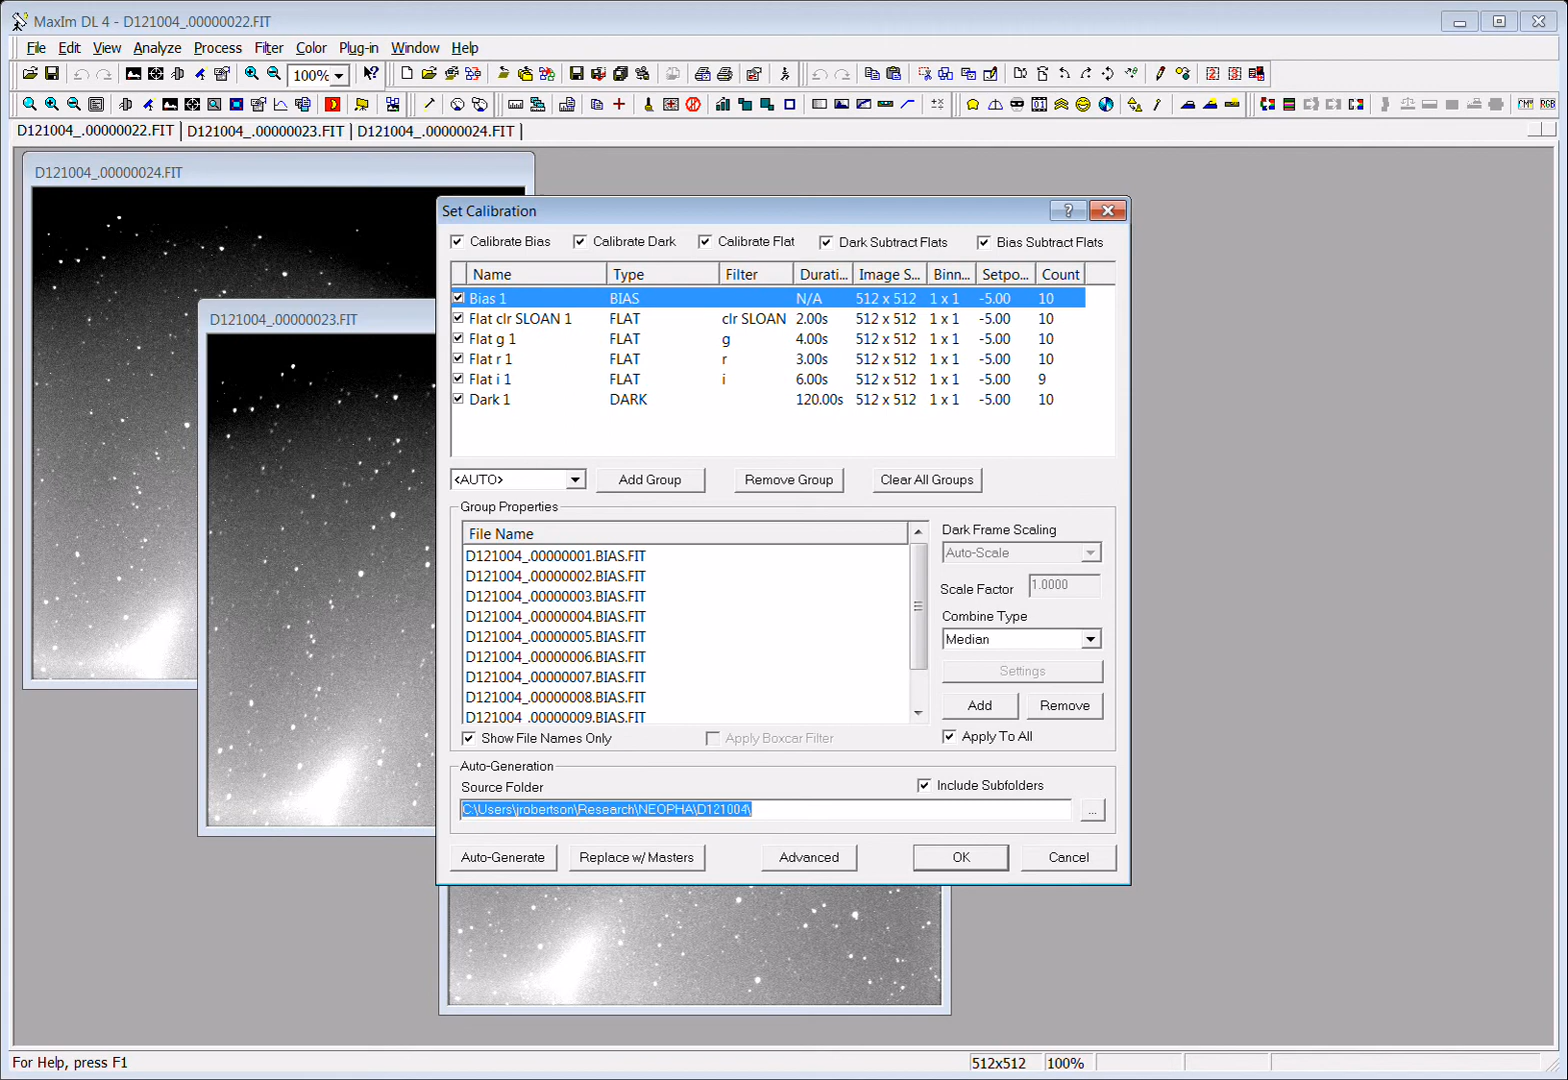 MaxIm DL 4 - D121004_.00000022.FIT
File Edit View Analyze Process Filter Color Plug-in Window Help
100%
D121004_.00000022.FIT D121004_.00000023.FIT D121004_.00000024.FIT
D121004_.00000024.FIT
D121004_.00000023.FIT
Set Calibration
Calibrate Bias Calibrate Dark Calibrate Flat Dark Subtract Flats Bias Subtract Flats
Name Type Filter Durati... Image S... Binn... Setpo... Count
Bias 1 BIAS N/A 512 x 512 1 x 1 -5.00 10
Flat clr SLOAN 1 FLAT clr SLOAN 2.00s 512 x 512 1 x 1 -5.00 10
Flat g 1 FLAT g 4.00s 512 x 512 1 x 1 -5.00 10
Flat r 1 FLAT r 3.00s 512 x 512 1 x 1 -5.00 10
Flat i 1 FLAT i 6.00s 512 x 512 1 x 1 -5.00 9
Dark 1 DARK 120.00s 512 x 512 1 x 1 -5.00 10
<AUTO> Add Group Remove Group Clear All Groups
Group Properties
File Name
D121004_.00000001.BIAS.FIT
D121004_.00000002.BIAS.FIT
D121004_.00000003.BIAS.FIT
D121004_.00000004.BIAS.FIT
D121004_.00000005.BIAS.FIT
D121004_.00000006.BIAS.FIT
D121004_.00000007.BIAS.FIT
D121004_.00000008.BIAS.FIT
D121004_.00000009.BIAS.FIT
Dark Frame Scaling
Auto-Scale
Scale Factor 1.0000
Combine Type
Median
Settings
Add Remove
Show File Names Only Apply Boxcar Filter Apply To All
Auto-Generation
Source Folder Include Subfolders
C:\Users\jrobertson\Research\NEOPHA\D121004\ ...
Auto-Generate Replace w/ Masters Advanced OK Cancel
For Help, press F1 512x512 100%